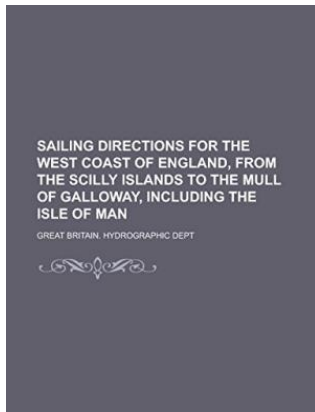 SAILING DIRECTIONS FOR THE
WEST COAST OF ENGLAND, FROM
THE SCILLY ISLANDS TO THE MULL
OF GALLOWAY, INCLUDING THE
ISLE OF MAN
GREAT BRITAIN. HYDROGRAPHIC DEPT